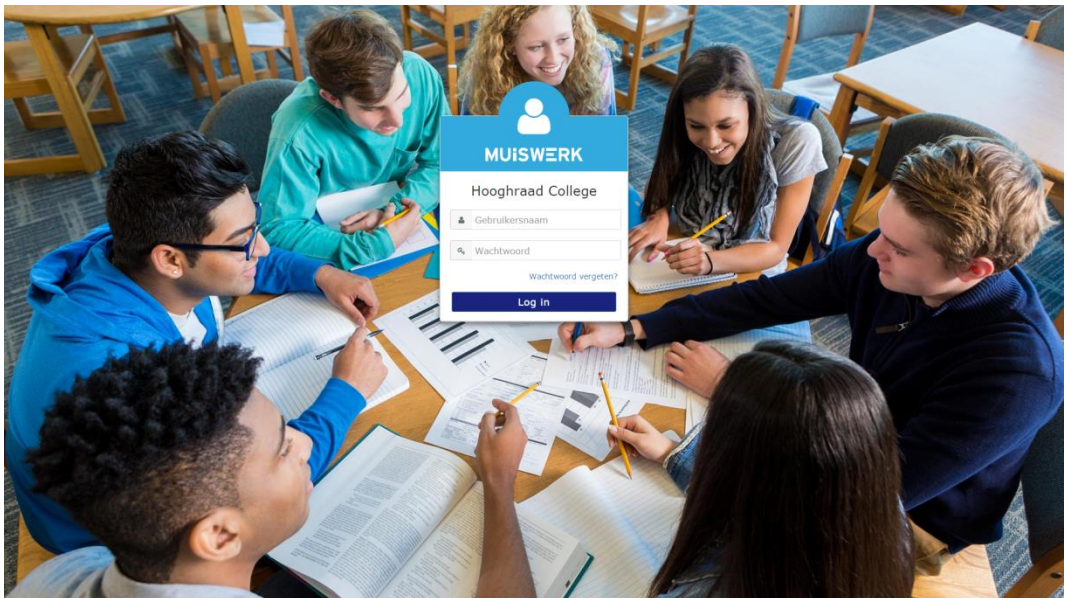 MUiSWERK
Hooghraad College
Gebruikersnaam
Wachtwoord
Wachtwoord vergeten?
Log in